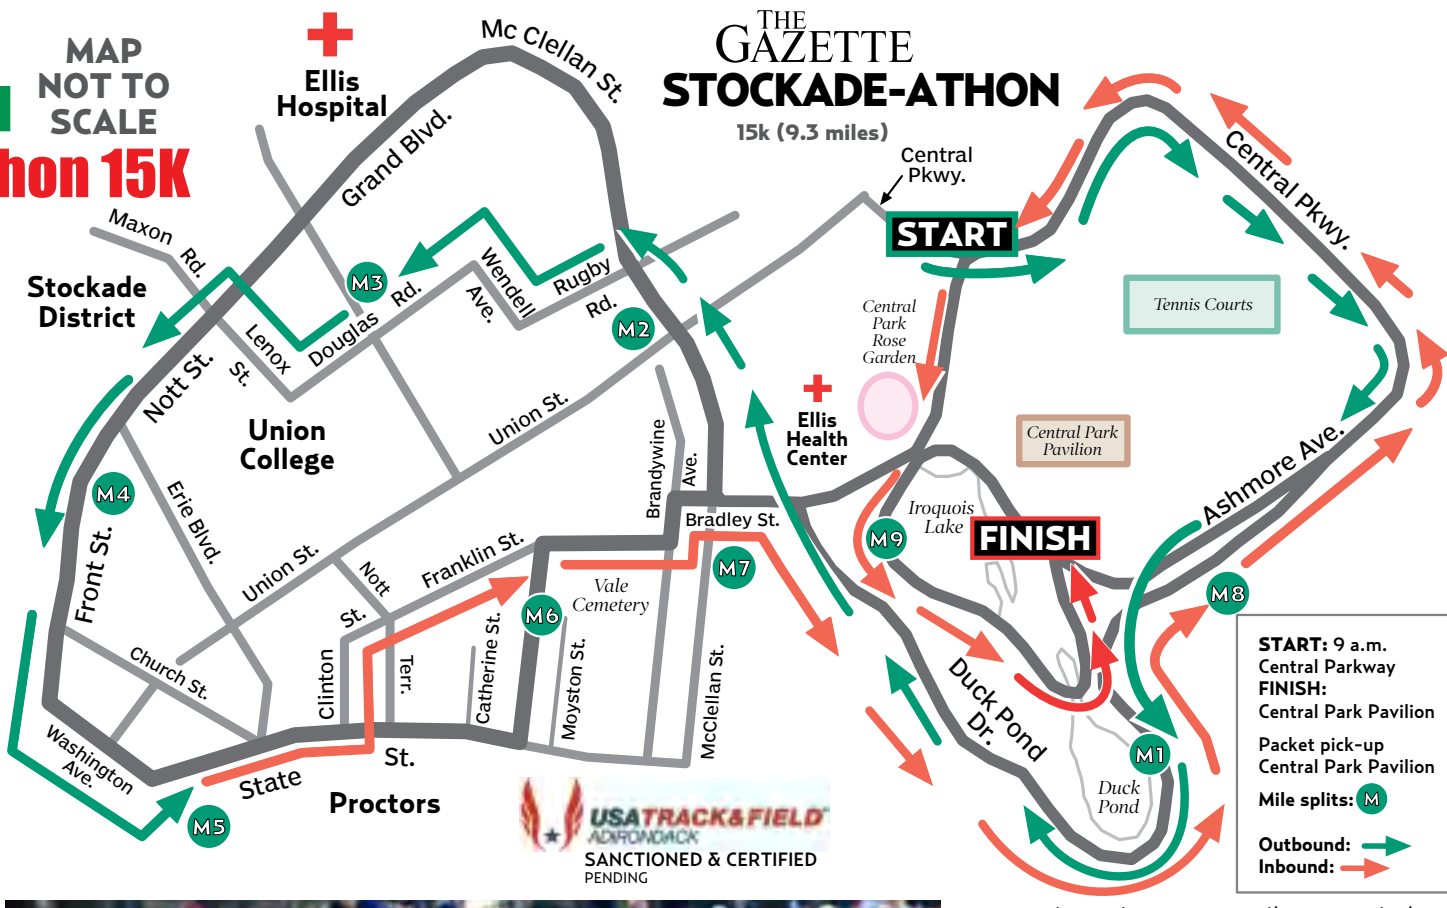 MAP
NOT TO
SCALE
hon 15K
Ellis
Hospital
Mc Clellan St.
Grand Blvd.
THE
GAZETTE
STOCKADE-ATHON
15k (9.3 miles)
Central
Pkwy.
START
Central Pkwy.
Maxon
Rd.
Stockade
District
M3
Rd.
Wendell
Ave.
Rugby
Rd.
M2
Lenox
St.
Douglas
Nott St.
Central
Park
Rose
Garden
Tennis Courts
Ellis
Health
Center
Central Park
Pavilion
Union
College
Union St.
Brandywine
Ave.
Ashmore Ave.
M4
Erie Blvd.
Front St.
Iroquois
Lake
FINISH
M9
Bradley St.
M7
Union St.
Nott
St.
Franklin St.
Vale
Cemetery
M6
M8
Church St.
Clinton
Terr.
Catherine St.
Moyston St.
McClellan St.
Duck Pond
Dr.
M1
Duck
Pond
Washington
Ave.
State
St.
M5
Proctors
USATRACK&FIELD
ADIRONDACK
SANCTIONED & CERTIFIED
PENDING
START: 9 a.m.
Central Parkway
FINISH:
Central Park Pavilion
Packet pick-up
Central Park Pavilion
Mile splits: M
Outbound:
Inbound: